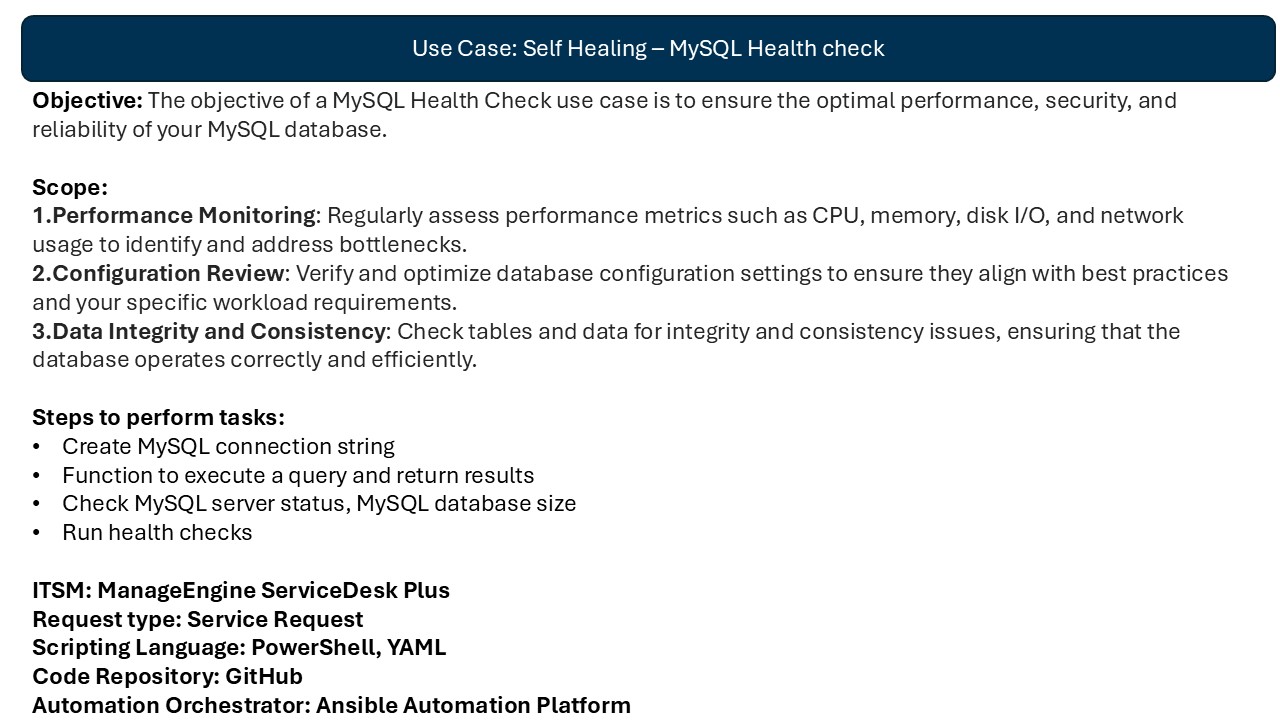 Use Case: Self Healing – MySQL Health check
Objective: The objective of a MySQL Health Check use case is to ensure the optimal performance, security, and
reliability of your MySQL database.
Scope:
1.Performance Monitoring: Regularly assess performance metrics such as CPU, memory, disk I/O, and network
usage to identify and address bottlenecks.
2.Configuration Review: Verify and optimize database configuration settings to ensure they align with best practices
and your specific workload requirements.
3.Data Integrity and Consistency: Check tables and data for integrity and consistency issues, ensuring that the
database operates correctly and efficiently.
Steps to perform tasks:
• Create MySQL connection string
• Function to execute a query and return results
• Check MySQL server status, MySQL database size
• Run health checks
ITSM: ManageEngine ServiceDesk Plus
Request type: Service Request
Scripting Language: PowerShell, YAML
Code Repository: GitHub
Automation Orchestrator: Ansible Automation Platform